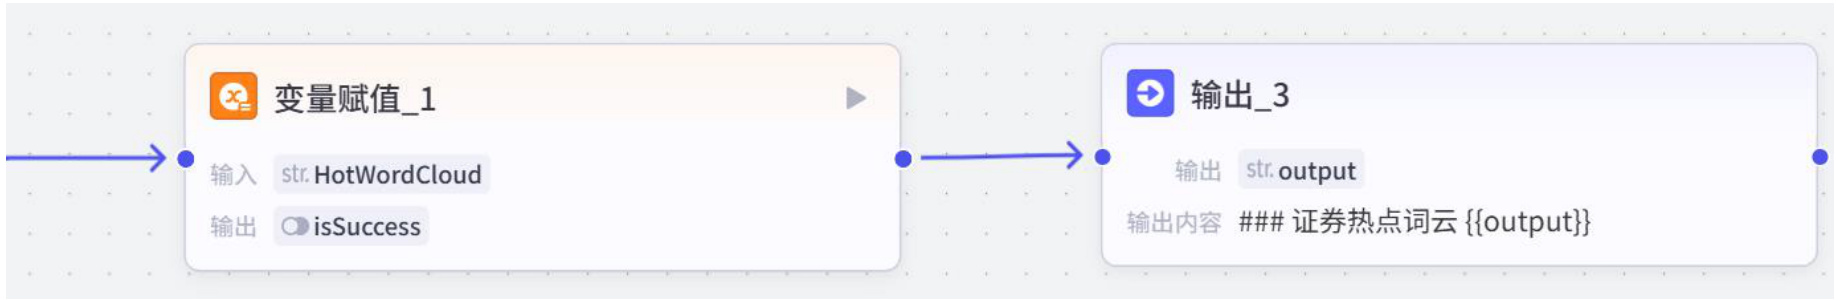 变量赋值_1
输入 str. HotWordCloud
输出 isSuccess
输出_3
输出 str. output
输出内容 ### 证券热点词云 {{output}}